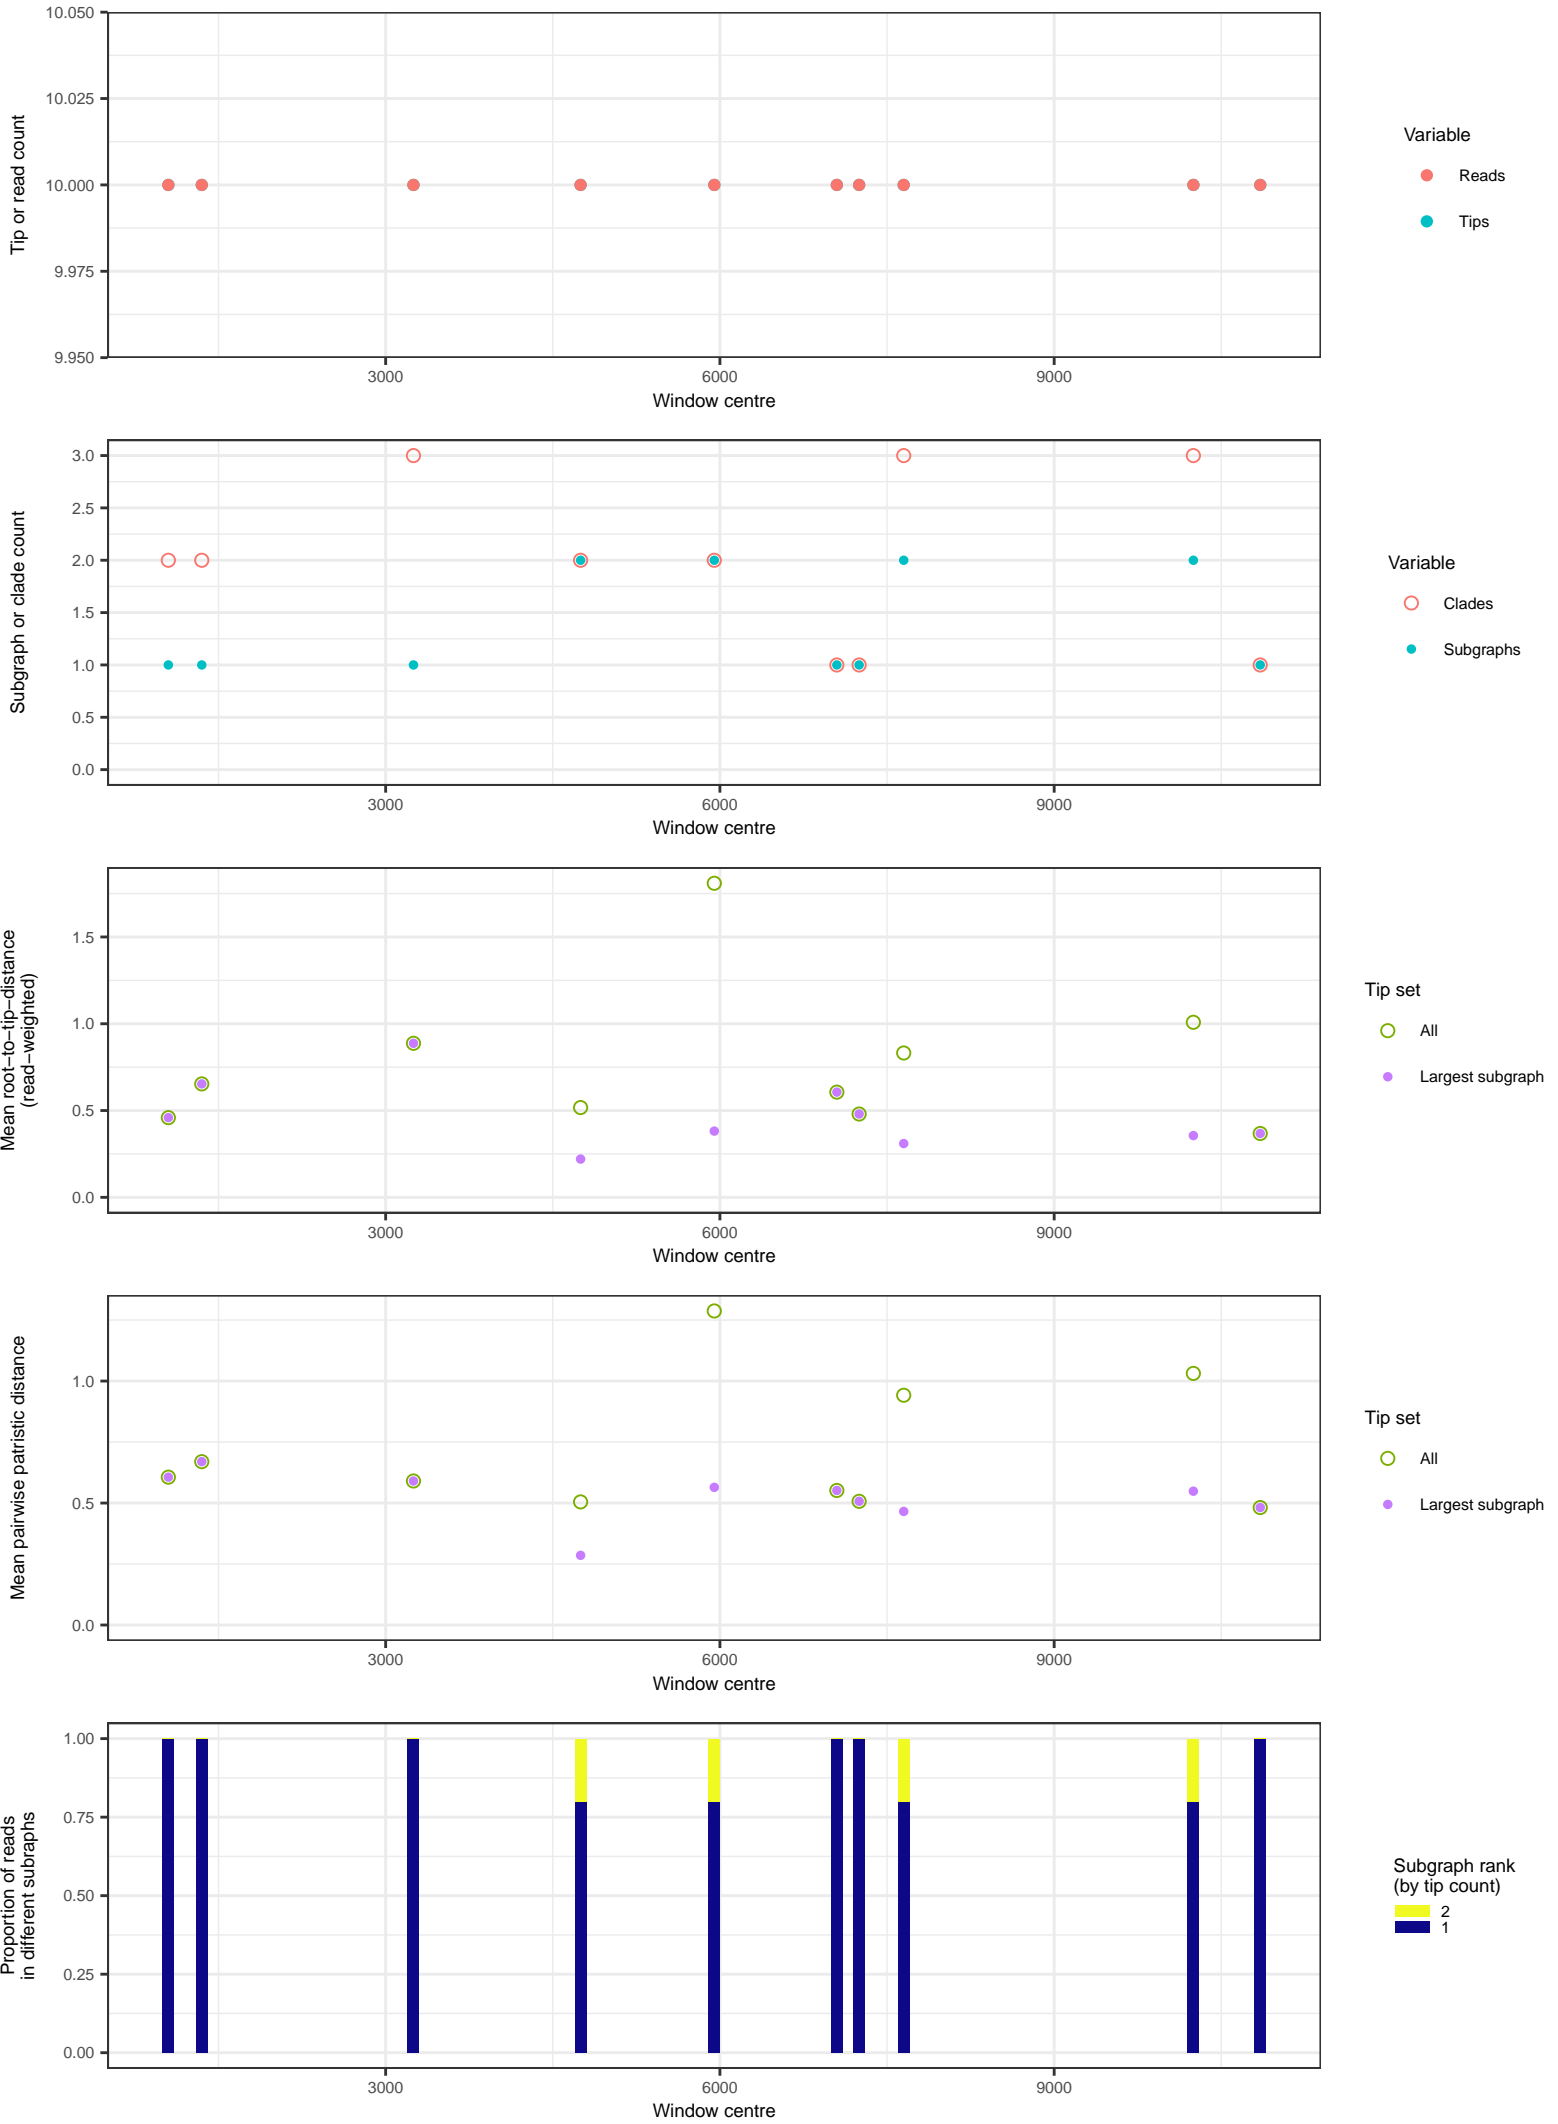 10.050
10.025
10.000
9.975
9.950
Tip or read count
3000
6000
9000
Window centre
Variable
Reads
Tips
3.0
2.5
2.0
1.5
1.0
0.5
0.0
Subgraph or clade count
3000
6000
9000
Window centre
Variable
Clades
Subgraphs
1.5
1.0
0.5
0.0
Mean root−to−tip−distance
(read−weighted)
3000
6000
9000
Window centre
Tip set
All
Largest subgraph
1.0
0.5
0.0
Mean pairwise patristic distance
3000
6000
9000
Window centre
Tip set
All
Largest subgraph
1.00
0.75
0.50
0.25
0.00
Proportion of reads
in different subraphs
3000
6000
9000
Window centre
Subgraph rank
(by tip count)
2
1